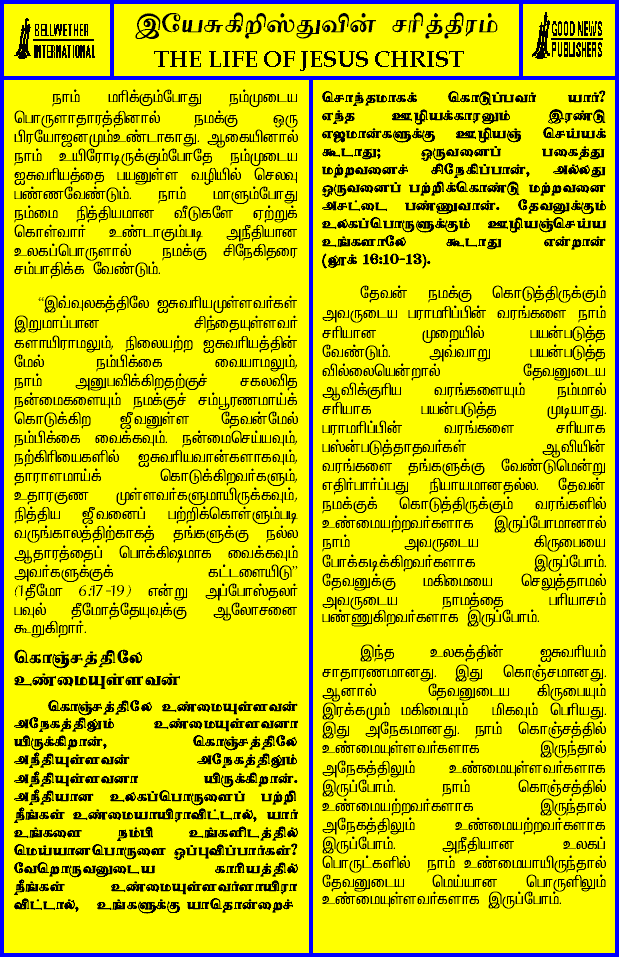 BELLWETHER
INTERNATIONAL
இயேசுகிறிஸ்துவின் சரித்திரம்
THE LIFE OF JESUS CHRIST
GOOD NEWS
PUBLISHERS
நாம் மரிக்கும்போது நம்முடைய
பொருளாதாரத்தினால் நமக்கு ஒரு
பிரயோஜனமும்உண்டாகாது. ஆகையினால்
நாம் உயிரோடிருக்கும்போதே நம்முடைய
ஐசுவரியத்தை பயனுள்ள வழியில் செலவு
பண்ணவேண்டும். நாம் மாளும்போது
நம்மை நித்தியமான வீடுகளே ஏற்றுக்
கொள்வார் உண்டாகும்படி அநீதியான
உலகப்பொருளால் நமக்கு சிநேகிதரை
சம்பாதிக்க வேண்டும்.
“இவ்வுலகத்திலே ஐசுவரியமுள்ளவர்கள்
இறுமாப்பான சிந்தையுள்ளவர்
களாயிராமலும், நிலையற்ற ஐசுவரியத்தின்
மேல் நம்பிக்கை வையாமலும்,
நாம் அனுபவிக்கிறதற்குச் சகலவித
நன்மைகளையும் நமக்குச் சம்பூரணமாய்க்
கொடுக்கிற ஜீவனுள்ள தேவன்மேல்
நம்பிக்கை வைக்கவும். நன்மைசெய்யவும்,
நற்கிரியைகளில் ஐசுவரியவான்களாகவும்,
தாராளமாய்க் கொடுக்கிறவர்களும்,
உதாரகுண முள்ளவர்களுமாயிருக்கவும்,
நித்திய ஜீவனைப் பற்றிக்கொள்ளும்படி
வருங்காலத்திற்காகத் தங்களுக்கு நல்ல
ஆதாரத்தைப் பொக்கிஷமாக வைக்கவும்
அவர்களுக்குக் கட்டளையிடு”
(1தீமோ 6:17-19) என்று அப்போஸ்தலர்
பவுல் தீமோத்தேயுவுக்கு ஆலோசனை
கூறுகிறார்.
கொஞ்சத்திலே
உண்மையுள்ளவன்
கொஞ்சத்திலே உண்மையுள்ளவன்
அநேகத்திலும் உண்மையுள்ளவனா
யிருக்கிறான், கொஞ்சத்திலே
அநீதியுள்ளவன் அநேகத்திலும்
அநீதியுள்ளவனா யிருக்கிறான்.
அநீதியான உலகப்பொருளைப் பற்றி
நீங்கள் உண்மையாயிராவிட்டால், யார்
உங்களை நம்பி உங்களிடத்தில்
மெய்யானபொருளை ஒப்புவிப்பார்கள்?
வேறொருவனுடைய காரியத்தில்
நீங்கள் உண்மையுள்ளவர்ளாயிரா
விட்டால், உங்களுக்கு யாதொன்றைச்
சொந்தமாகக் கொடுப்பவர் யார்?
எந்த ஊழியக்காரனும் இரண்டு
எஜமான்களுக்கு ஊழியஞ் செய்யக்
கூடாது; ஒருவனைப் பகைத்து
மற்றவனைச் சிநேகிப்பான், அல்லது
ஒருவனைப் பற்றிக்கொண்டு மற்றவனை
அசட்டை பண்ணுவான். தேவனுக்கும்
உலகப்பொருளுக்கும் ஊழியஞ்செய்ய
உங்களாலே கூடாது என்றான்
(லூக் 16:10-13).
தேவன் நமக்கு கொடுத்திருக்கும்
அவருடைய பராமரிப்பின் வரங்களை நாம்
சரியான முறையில் பயன்படுத்த
வேண்டும். அவ்வாறு பயன்படுத்த
வில்லையென்றால் தேவனுடைய
ஆவிக்குரிய வரங்களையும் நம்மால்
சரியாக பயன்படுத்த முடியாது.
பராமரிப்பின் வரங்களை சரியாக
பஸ்ன்படுத்தாதவர்கள் ஆவியின்
வரங்களை தங்களுக்கு வேண்டுமென்று
எதிர்பார்ப்பது நியாயமானதல்ல. தேவன்
நமக்குக் கொடுத்திருக்கும் வரங்களில்
உண்மையற்றவர்களாக இருப்போமானால்
நாம் அவருடைய கிருபையை
போக்கடிக்கிறவர்களாக இருப்போம்.
தேவனுக்கு மகிமையை செலுத்தாமல்
அவருடைய நாமத்தை பரியாசம்
பண்ணுகிறவர்களாக இருப்போம்.
இந்த உலகத்தின் ஐசுவரியம்
சாதாரணமானது. இது கொஞ்சமானது.
ஆனால் தேவனுடைய கிருபையும்
இரக்கமும் மகிமையும் மிகவும் பெரியது.
இது அநேகமானது. நாம் கொஞ்சத்தில்
உண்மையுள்ளவர்களாக இருந்தால்
அநேகத்திலும் உண்மையுள்ளவர்களாக
இருப்போம். நாம் கொஞ்சத்தில்
உண்மையற்றவர்களாக இருந்தால்
அநேகத்திலும் உண்மையற்றவர்களாக
இருப்போம். அநீதியான உலகப்
பொருட்களில் நாம் உண்மையாயிருந்தால்
தேவனுடைய மெய்யான பொருளிலும்
உண்மையுள்ளவர்களாக இருப்போம்.